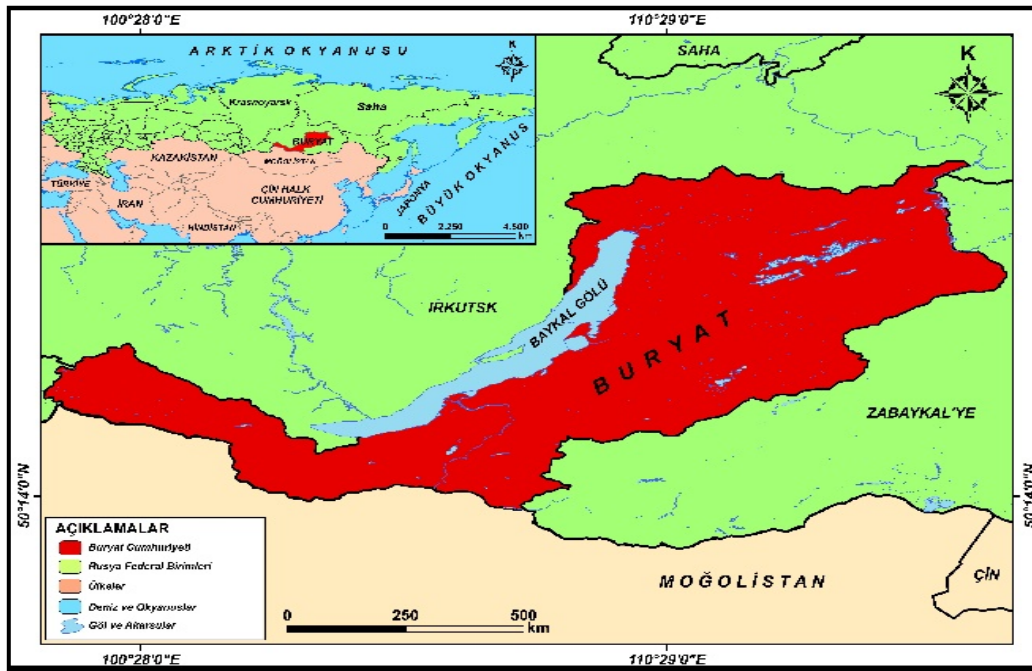 100°28'0"E
110°29'0"E
ARKTİK OKYANUSU
K
Krasnoyarsk
Saha
BURYAT
KAZAKİSTAN
MOĞOLİSTAN
TÜRKİYE
ÇİN HALK
CUMHURİYETİ
İRAN
HİNDİSTAN
JAPONYA
BÜYÜK OKYANUS
0 2.250 4.500
km
SAHA
K
IRKUTSK
BAYKAL GÖLÜ
BURYAT
ZABAYKAL'YE
50°14'0"N
50°14'0"N
AÇIKLAMALAR
Buryat Cumhuriyeti
Rusya Federal Birimleri
Ülkeler
Deniz ve Okyanuslar
Göl ve Akarsular
MOĞOLİSTAN
ÇİN
0 250 500
km
100°28'0"E
110°29'0"E